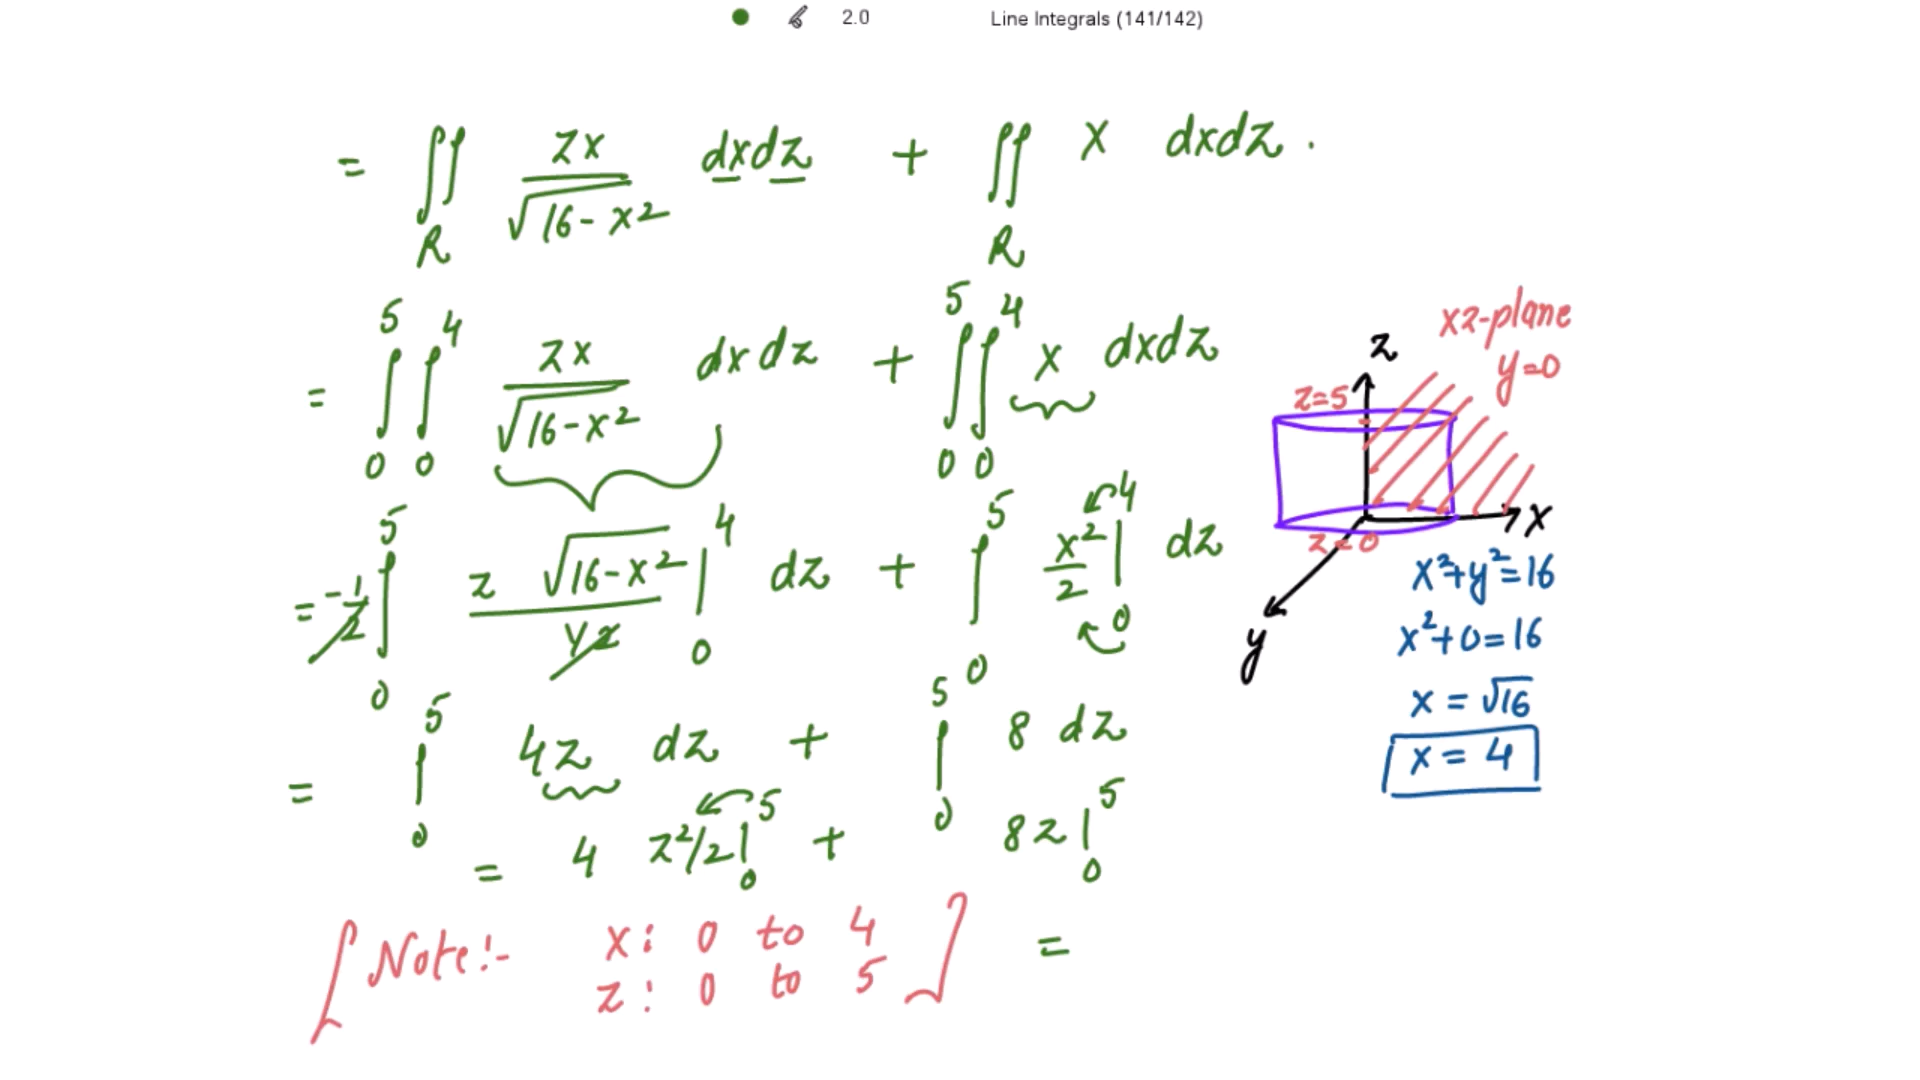 2.0 Line Integrals (141/142)
= ∬_R zx/√(16-x²) dxdz + ∬_R x dxdz.
= ∫_0^5 ∫_0^4 zx/√(16-x²) dxdz + ∫_0^5 ∫_0^4 x dxdz
= -1/2 ∫_0^5 z √(16-x²)/(1/2) |_0^4 dz + ∫_0^5 x²/2 |_0^4 dz
= ∫_0^5 4z dz + ∫_0^5 8 dz
= 4 z²/2 |_0^5 + 8z |_0^5
[Note:- x: 0 to 4
z: 0 to 5] =
xz-plane
y=0
z
z=5
x
z=0
y
x²+y²=16
x²+0=16
x = √16
x = 4